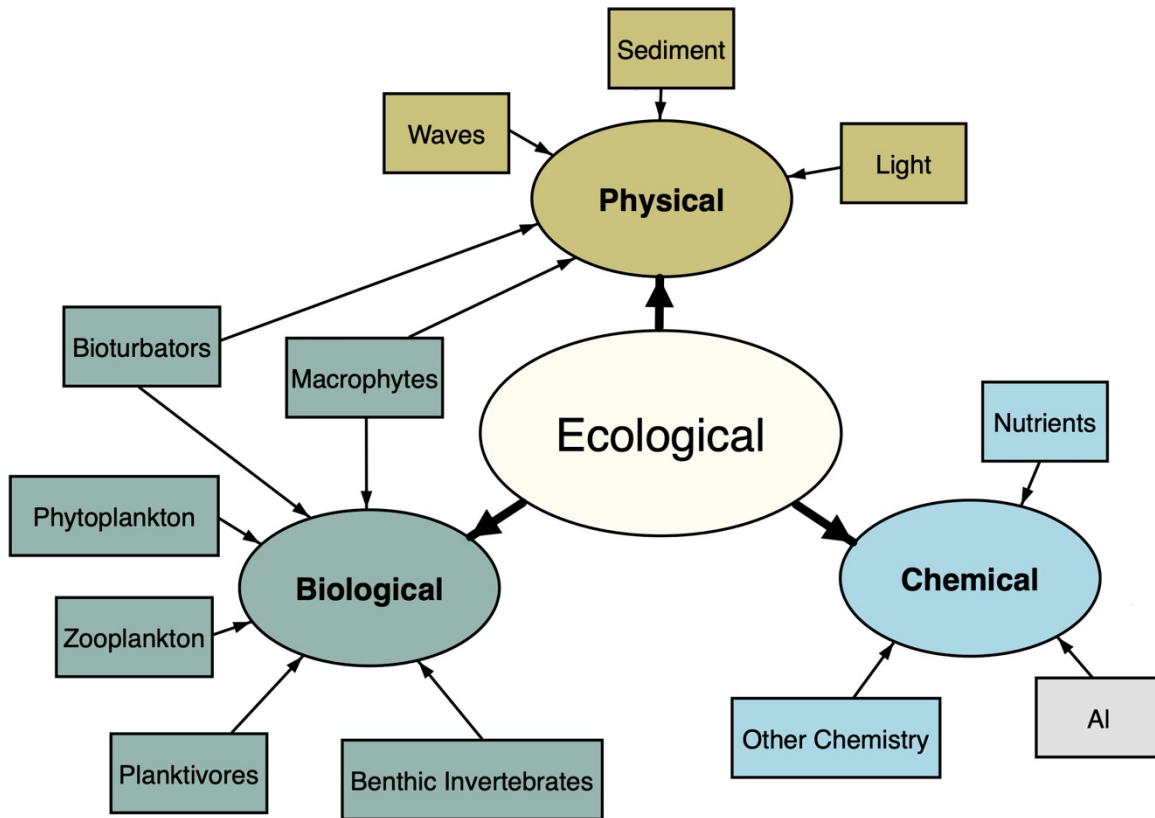 Sediment
Waves
Light
Physical
Bioturbators
Macrophytes
Ecological
Nutrients
Phytoplankton
Biological
Chemical
Zooplankton
Other Chemistry
Al
Planktivores
Benthic Invertebrates